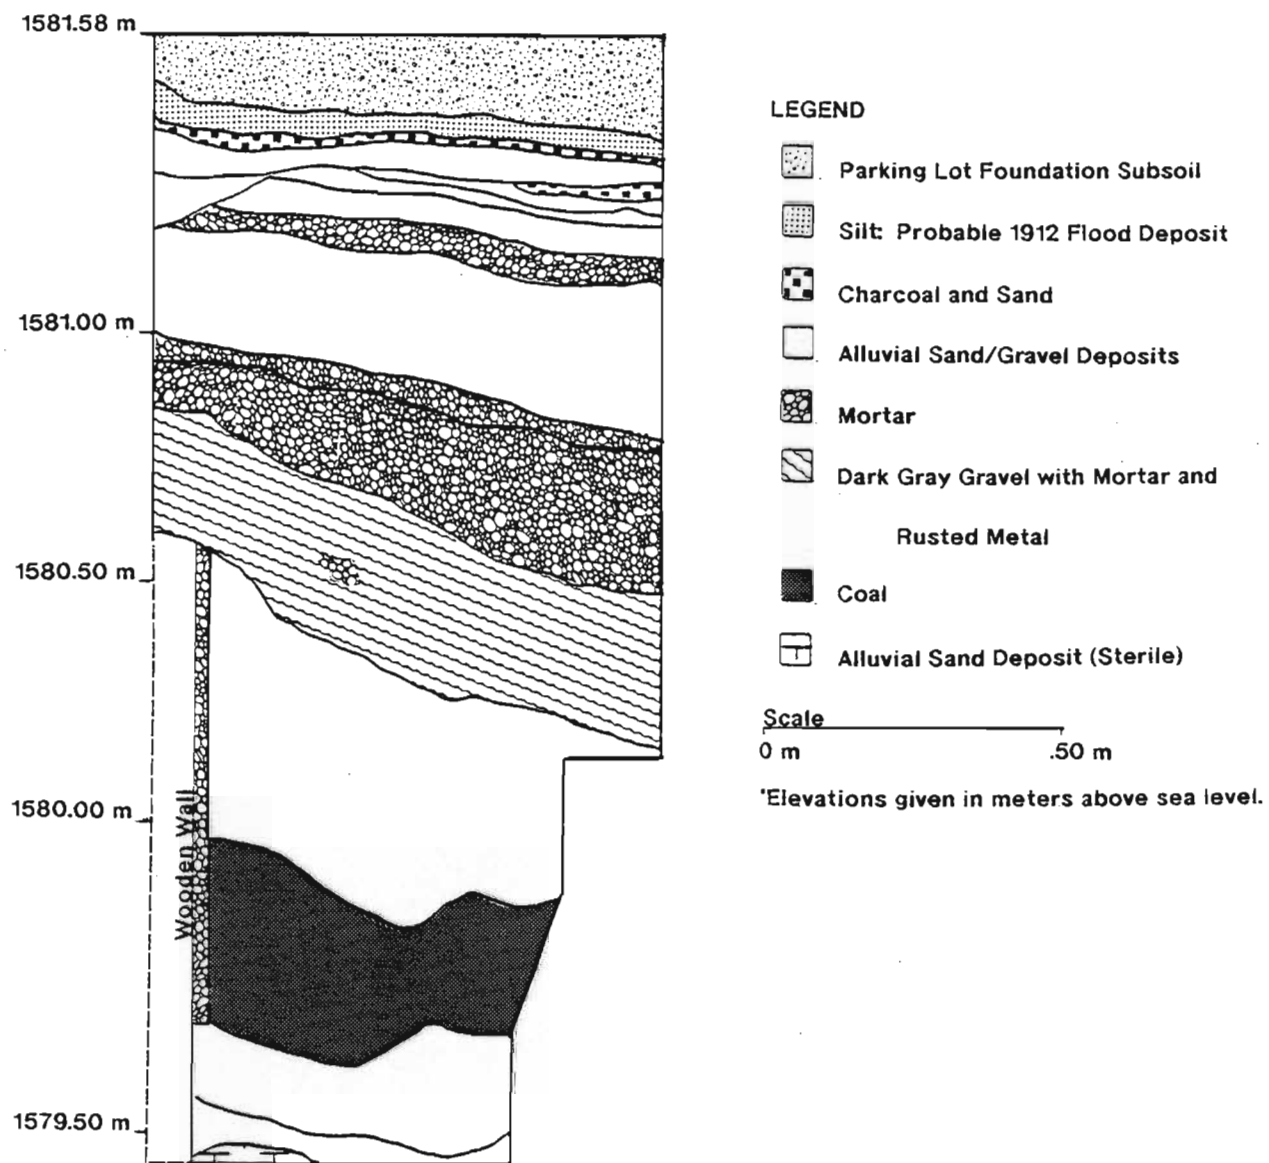 1581.58 m
1581.00 m
1580.50 m
1580.00 m
1579.50 m
Wooden Wall
LEGEND
Parking Lot Foundation Subsoil
Silt: Probable 1912 Flood Deposit
Charcoal and Sand
Alluvial Sand/Gravel Deposits
Mortar
Dark Gray Gravel with Mortar and
Rusted Metal
Coal
Alluvial Sand Deposit (Sterile)
Scale
0 m .50 m
*Elevations given in meters above sea level.